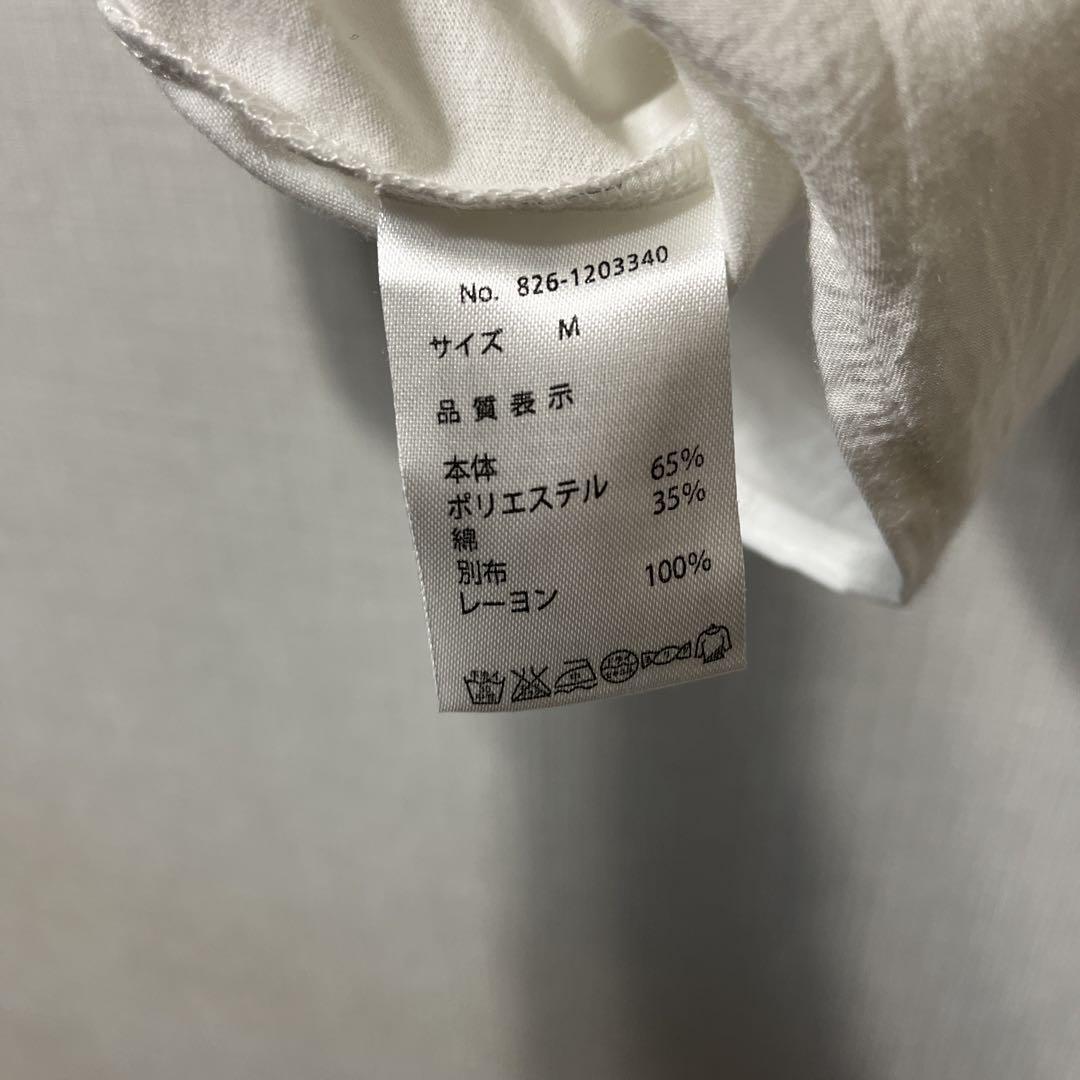 No. 826-1203340
サイズ M
品質表示
本体
ポリエステル 65%
綿 35%
別布
レーヨン 100%